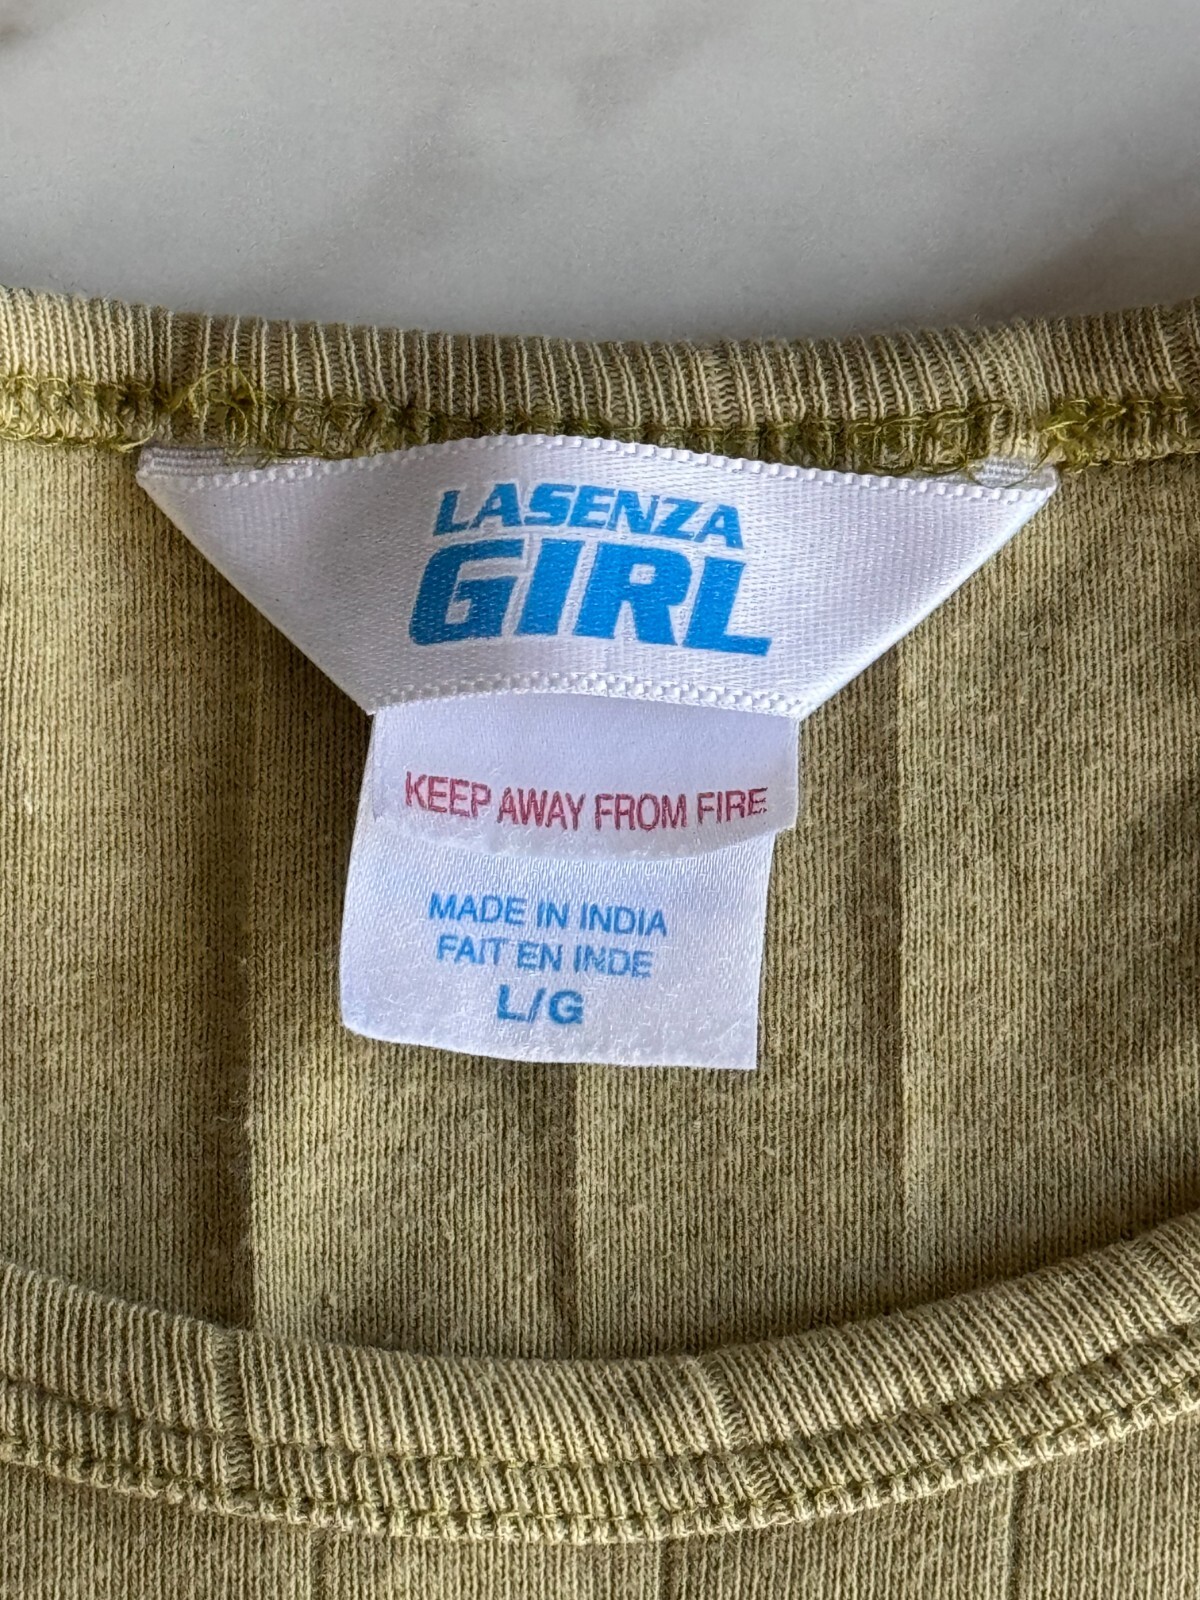 LASENZA
GIRL
KEEP AWAY FROM FIRE
MADE IN INDIA
FAIT EN INDE
L/G